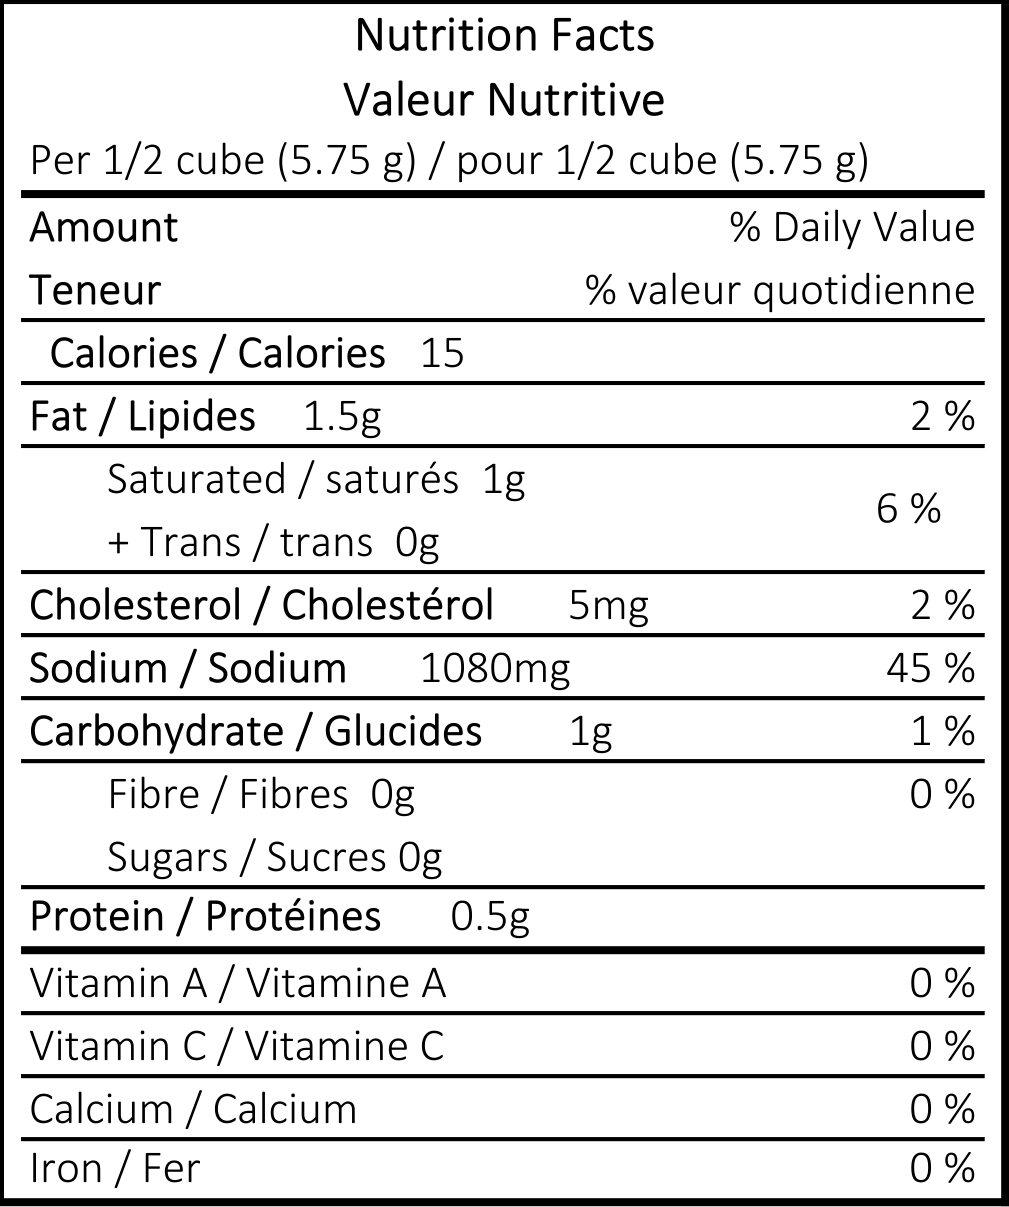 Nutrition Facts
Valeur Nutritive
Per 1/2 cube (5.75 g) / pour 1/2 cube (5.75 g)
Amount % Daily Value
Teneur % valeur quotidienne
Calories / Calories 15
Fat / Lipides 1.5g 2 %
Saturated / saturés 1g
6 %
+ Trans / trans 0g
Cholesterol / Cholestérol 5mg 2 %
Sodium / Sodium 1080mg 45 %
Carbohydrate / Glucides 1g 1 %
Fibre / Fibres 0g 0 %
Sugars / Sucres 0g
Protein / Protéines 0.5g
Vitamin A / Vitamine A 0 %
Vitamin C / Vitamine C 0 %
Calcium / Calcium 0 %
Iron / Fer 0 %